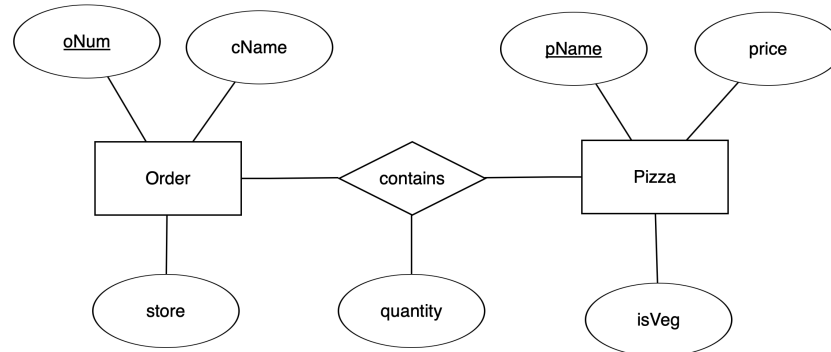 oNum
cName
pName
price
Order
contains
Pizza
store
quantity
isVeg